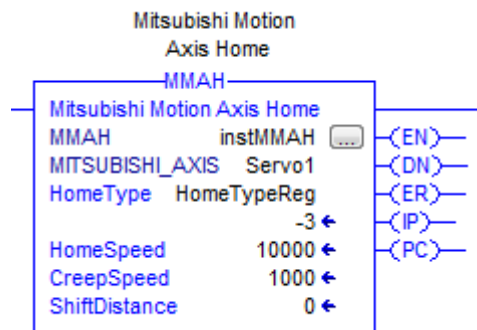 Mitsubishi Motion
Axis Home
MMAH
Mitsubishi Motion Axis Home
MMAH instMMAH ...
MITSUBISHI_AXIS Servo1
HomeType HomeTypeReg
-3
HomeSpeed 10000
CreepSpeed 1000
ShiftDistance 0
(EN)
(DN)
(ER)
(IP)
(PC)